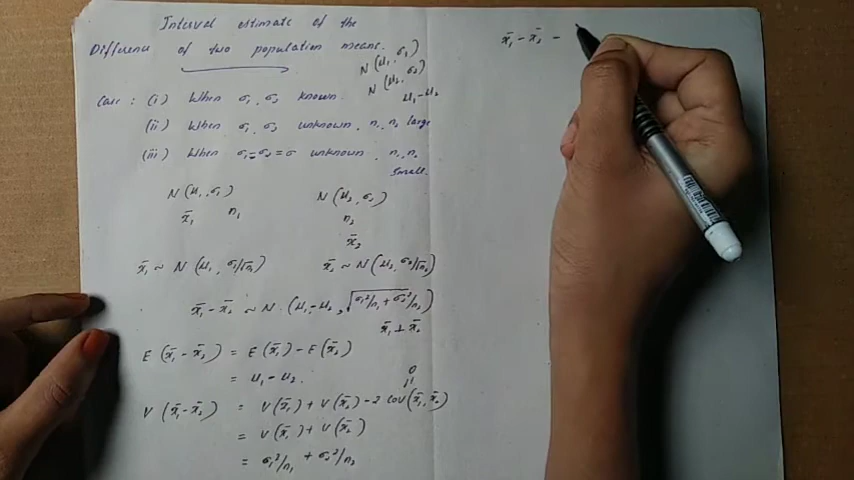 Interval estimate of the
Difference of two population means.
N(μ₁, σ₁)
N(μ₂, σ₂)
μ₁-μ₂
Case : (i) When σ₁, σ₂ known.
(ii) When σ₁, σ₂ unknown, n₁, n₂ large
(iii) When σ₁=σ₂=σ unknown, n₁, n₂
small.
N(μ₁, σ₁) N(μ₂, σ₂)
x̄₁ n₁ n₂
x̄₂
x̄₁ ~ N(μ₁, σ₁/√n₁) x̄₂ ~ N(μ₂, σ₂/√n₂)
x̄₁-x̄₂ ~ N(μ₁-μ₂, √σ₁²/n₁+σ₂²/n₂)
x̄₁ ⊥ x̄₂
E(x̄₁-x̄₂) = E(x̄₁)-E(x̄₂)
= μ₁-μ₂.
0
V(x̄₁-x̄₂) = V(x̄₁)+V(x̄₂)-2 Cov(x̄₁, x̄₂)
= V(x̄₁)+V(x̄₂)
= σ₁²/n₁ + σ₂²/n₂
x̄₁-x̄₂ -